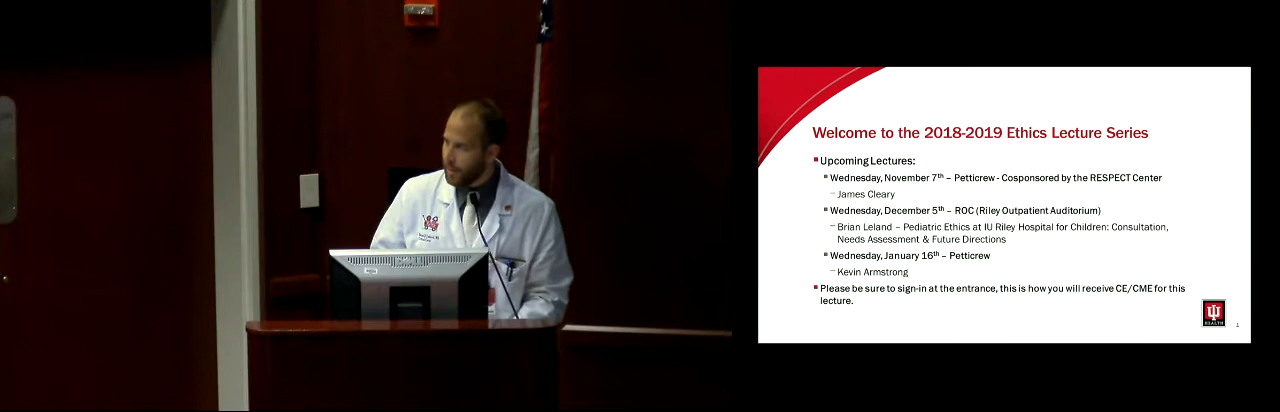 Welcome to the 2018-2019 Ethics Lecture Series
Upcoming Lectures:
Wednesday, November 7th – Petticrew - Cosponsored by the RESPECT Center
James Cleary
Wednesday, December 5th – ROC (Riley Outpatient Auditorium)
Brian Leland – Pediatric Ethics at IU Riley Hospital for Children: Consultation,
Needs Assessment & Future Directions
Wednesday, January 16th – Petticrew
Kevin Armstrong
Please be sure to sign-in at the entrance, this is how you will receive CE/CME for this
lecture.
HEALTH
1